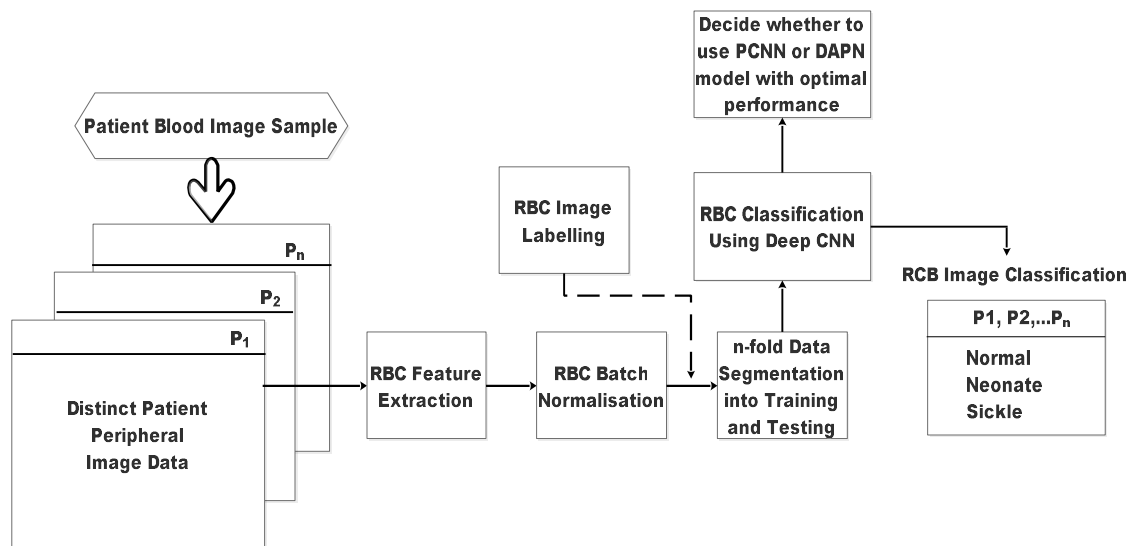 Decide whether to
use PCNN or DAPN
model with optimal
performance
Patient Blood Image Sample
RBC Image
Labelling
RBC Classification
Using Deep CNN
Pn
P2
P1
RCB Image Classification
P1, P2,...Pn
Normal
Neonate
Sickle
Distinct Patient
Peripheral
Image Data
RBC Feature
Extraction
RBC Batch
Normalisation
n-fold Data
Segmentation
into Training
and Testing